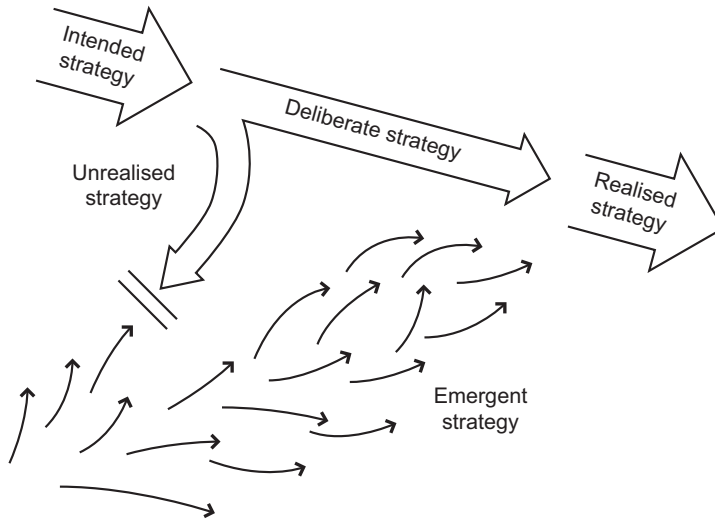 Intended
strategy
Deliberate strategy
Unrealised
strategy
Realised
strategy
Emergent
strategy